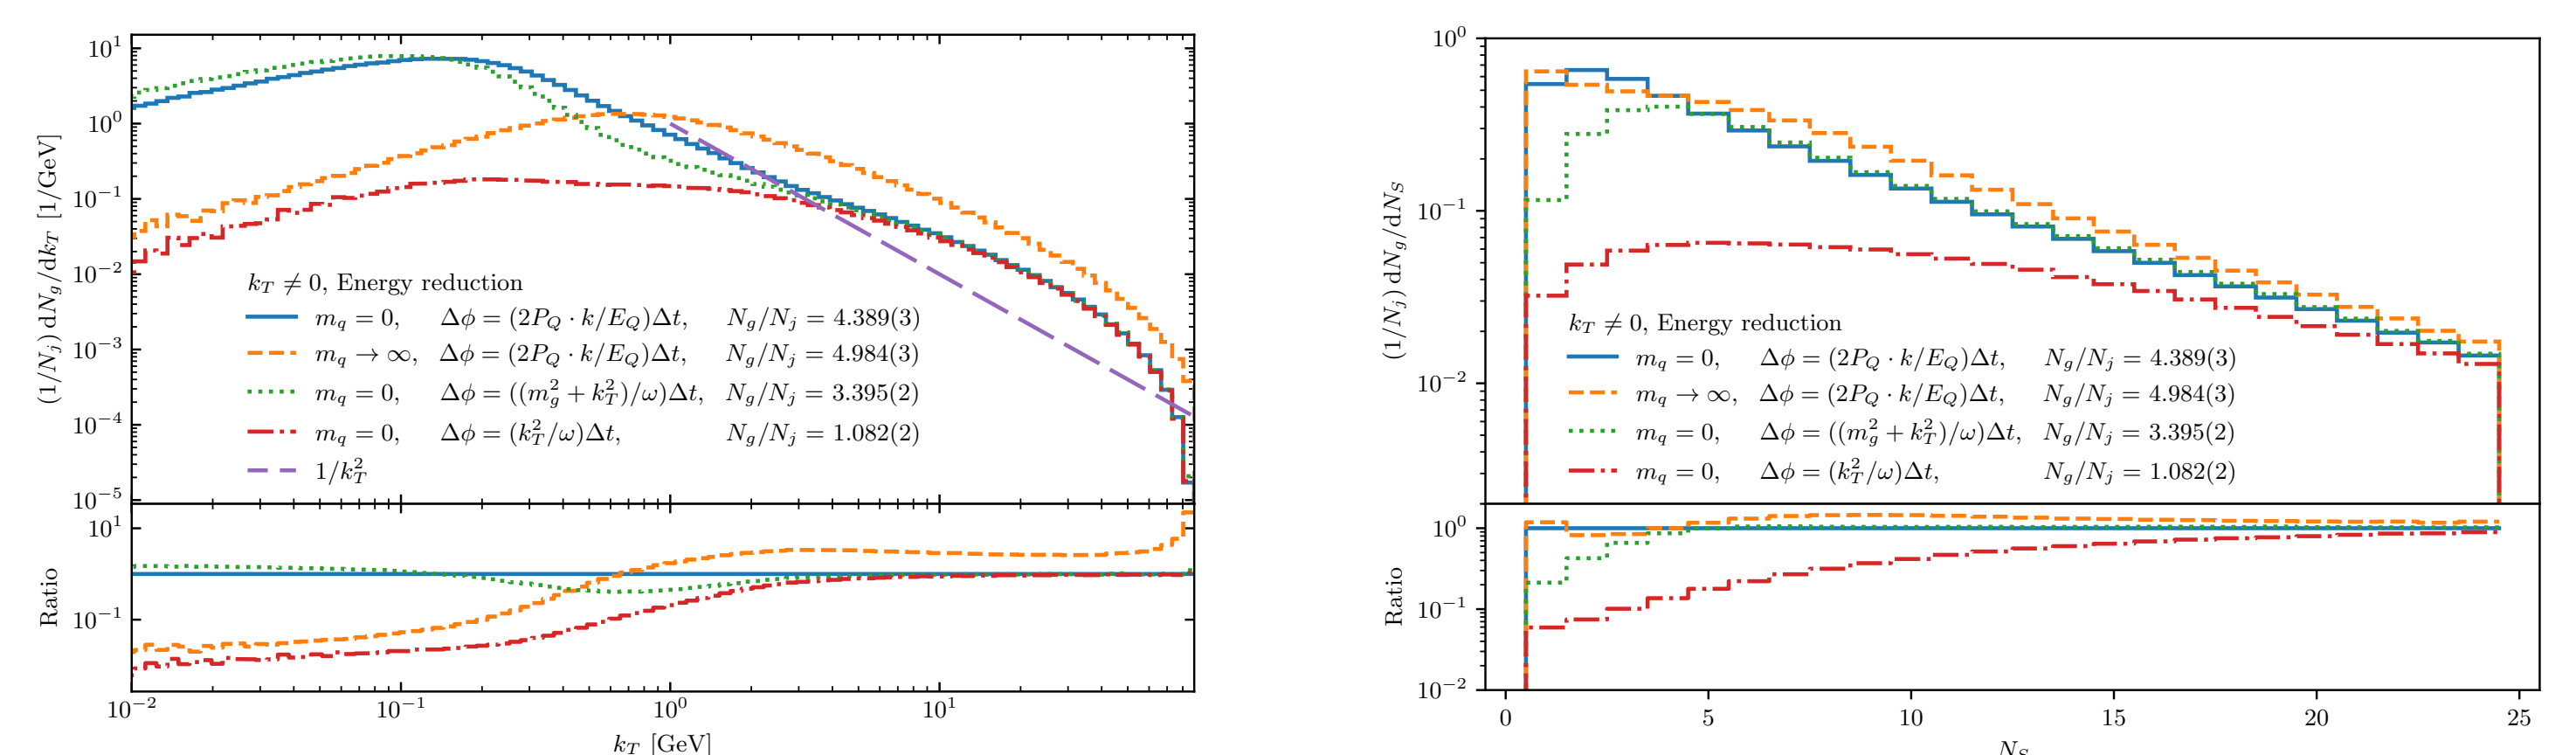 (1/N_j) dN_g/dk_T [1/GeV]
10^1
10^0
10^−1
10^−2
10^−3
10^−4
10^−5
k_T ≠ 0, Energy reduction
m_q = 0, Δϕ = (2P_Q · k/E_Q)Δt, N_g/N_j = 4.389(3)
m_q → ∞, Δϕ = (2P_Q · k/E_Q)Δt, N_g/N_j = 4.984(3)
m_q = 0, Δϕ = ((m_g^2 + k_T^2)/ω)Δt, N_g/N_j = 3.395(2)
m_q = 0, Δϕ = (k_T^2/ω)Δt, N_g/N_j = 1.082(2)
1/k_T^2
Ratio
10^1
10^−1
10^−2 10^−1 10^0 10^1
k_T [GeV]
(1/N_j) dN_g/dN_S
10^0
10^−1
10^−2
k_T ≠ 0, Energy reduction
m_q = 0, Δϕ = (2P_Q · k/E_Q)Δt, N_g/N_j = 4.389(3)
m_q → ∞, Δϕ = (2P_Q · k/E_Q)Δt, N_g/N_j = 4.984(3)
m_q = 0, Δϕ = ((m_g^2 + k_T^2)/ω)Δt, N_g/N_j = 3.395(2)
m_q = 0, Δϕ = (k_T^2/ω)Δt, N_g/N_j = 1.082(2)
Ratio
10^0
10^−1
10^−2
0 5 10 15 20 25
N_S